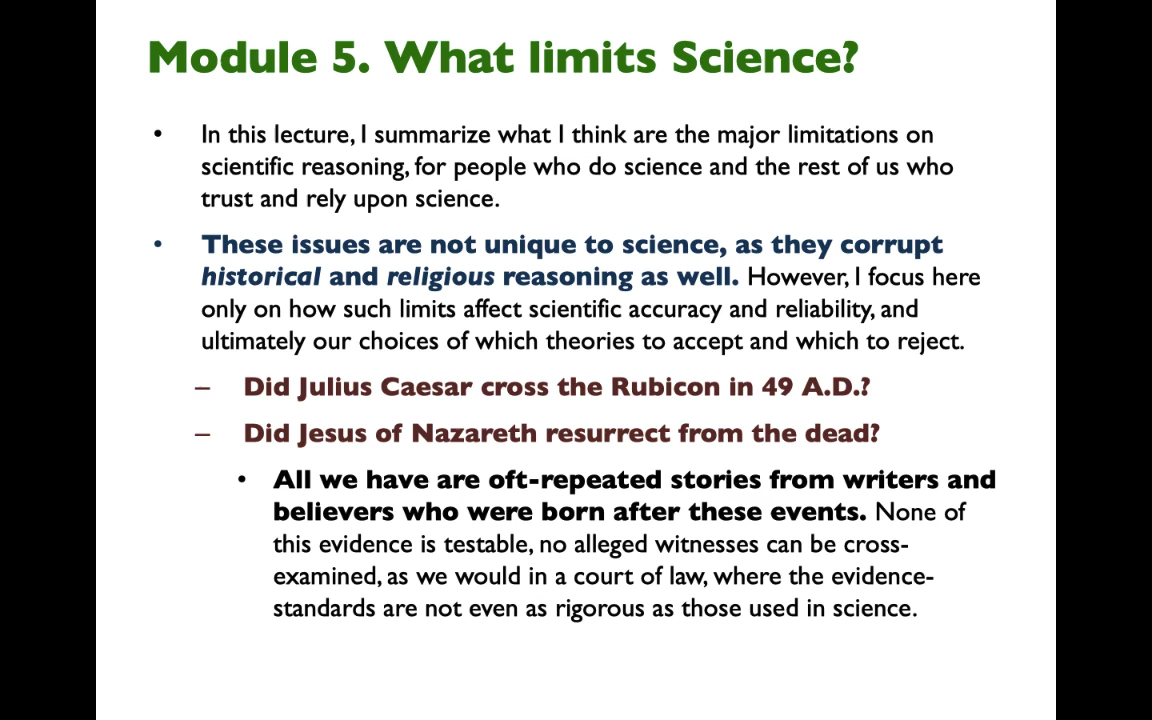 Module 5. What limits Science?
• In this lecture, I summarize what I think are the major limitations on
scientific reasoning, for people who do science and the rest of us who
trust and rely upon science.
• These issues are not unique to science, as they corrupt
historical and religious reasoning as well. However, I focus here
only on how such limits affect scientific accuracy and reliability, and
ultimately our choices of which theories to accept and which to reject.
– Did Julius Caesar cross the Rubicon in 49 A.D.?
– Did Jesus of Nazareth resurrect from the dead?
• All we have are oft-repeated stories from writers and
believers who were born after these events. None of
this evidence is testable, no alleged witnesses can be cross-
examined, as we would in a court of law, where the evidence-
standards are not even as rigorous as those used in science.